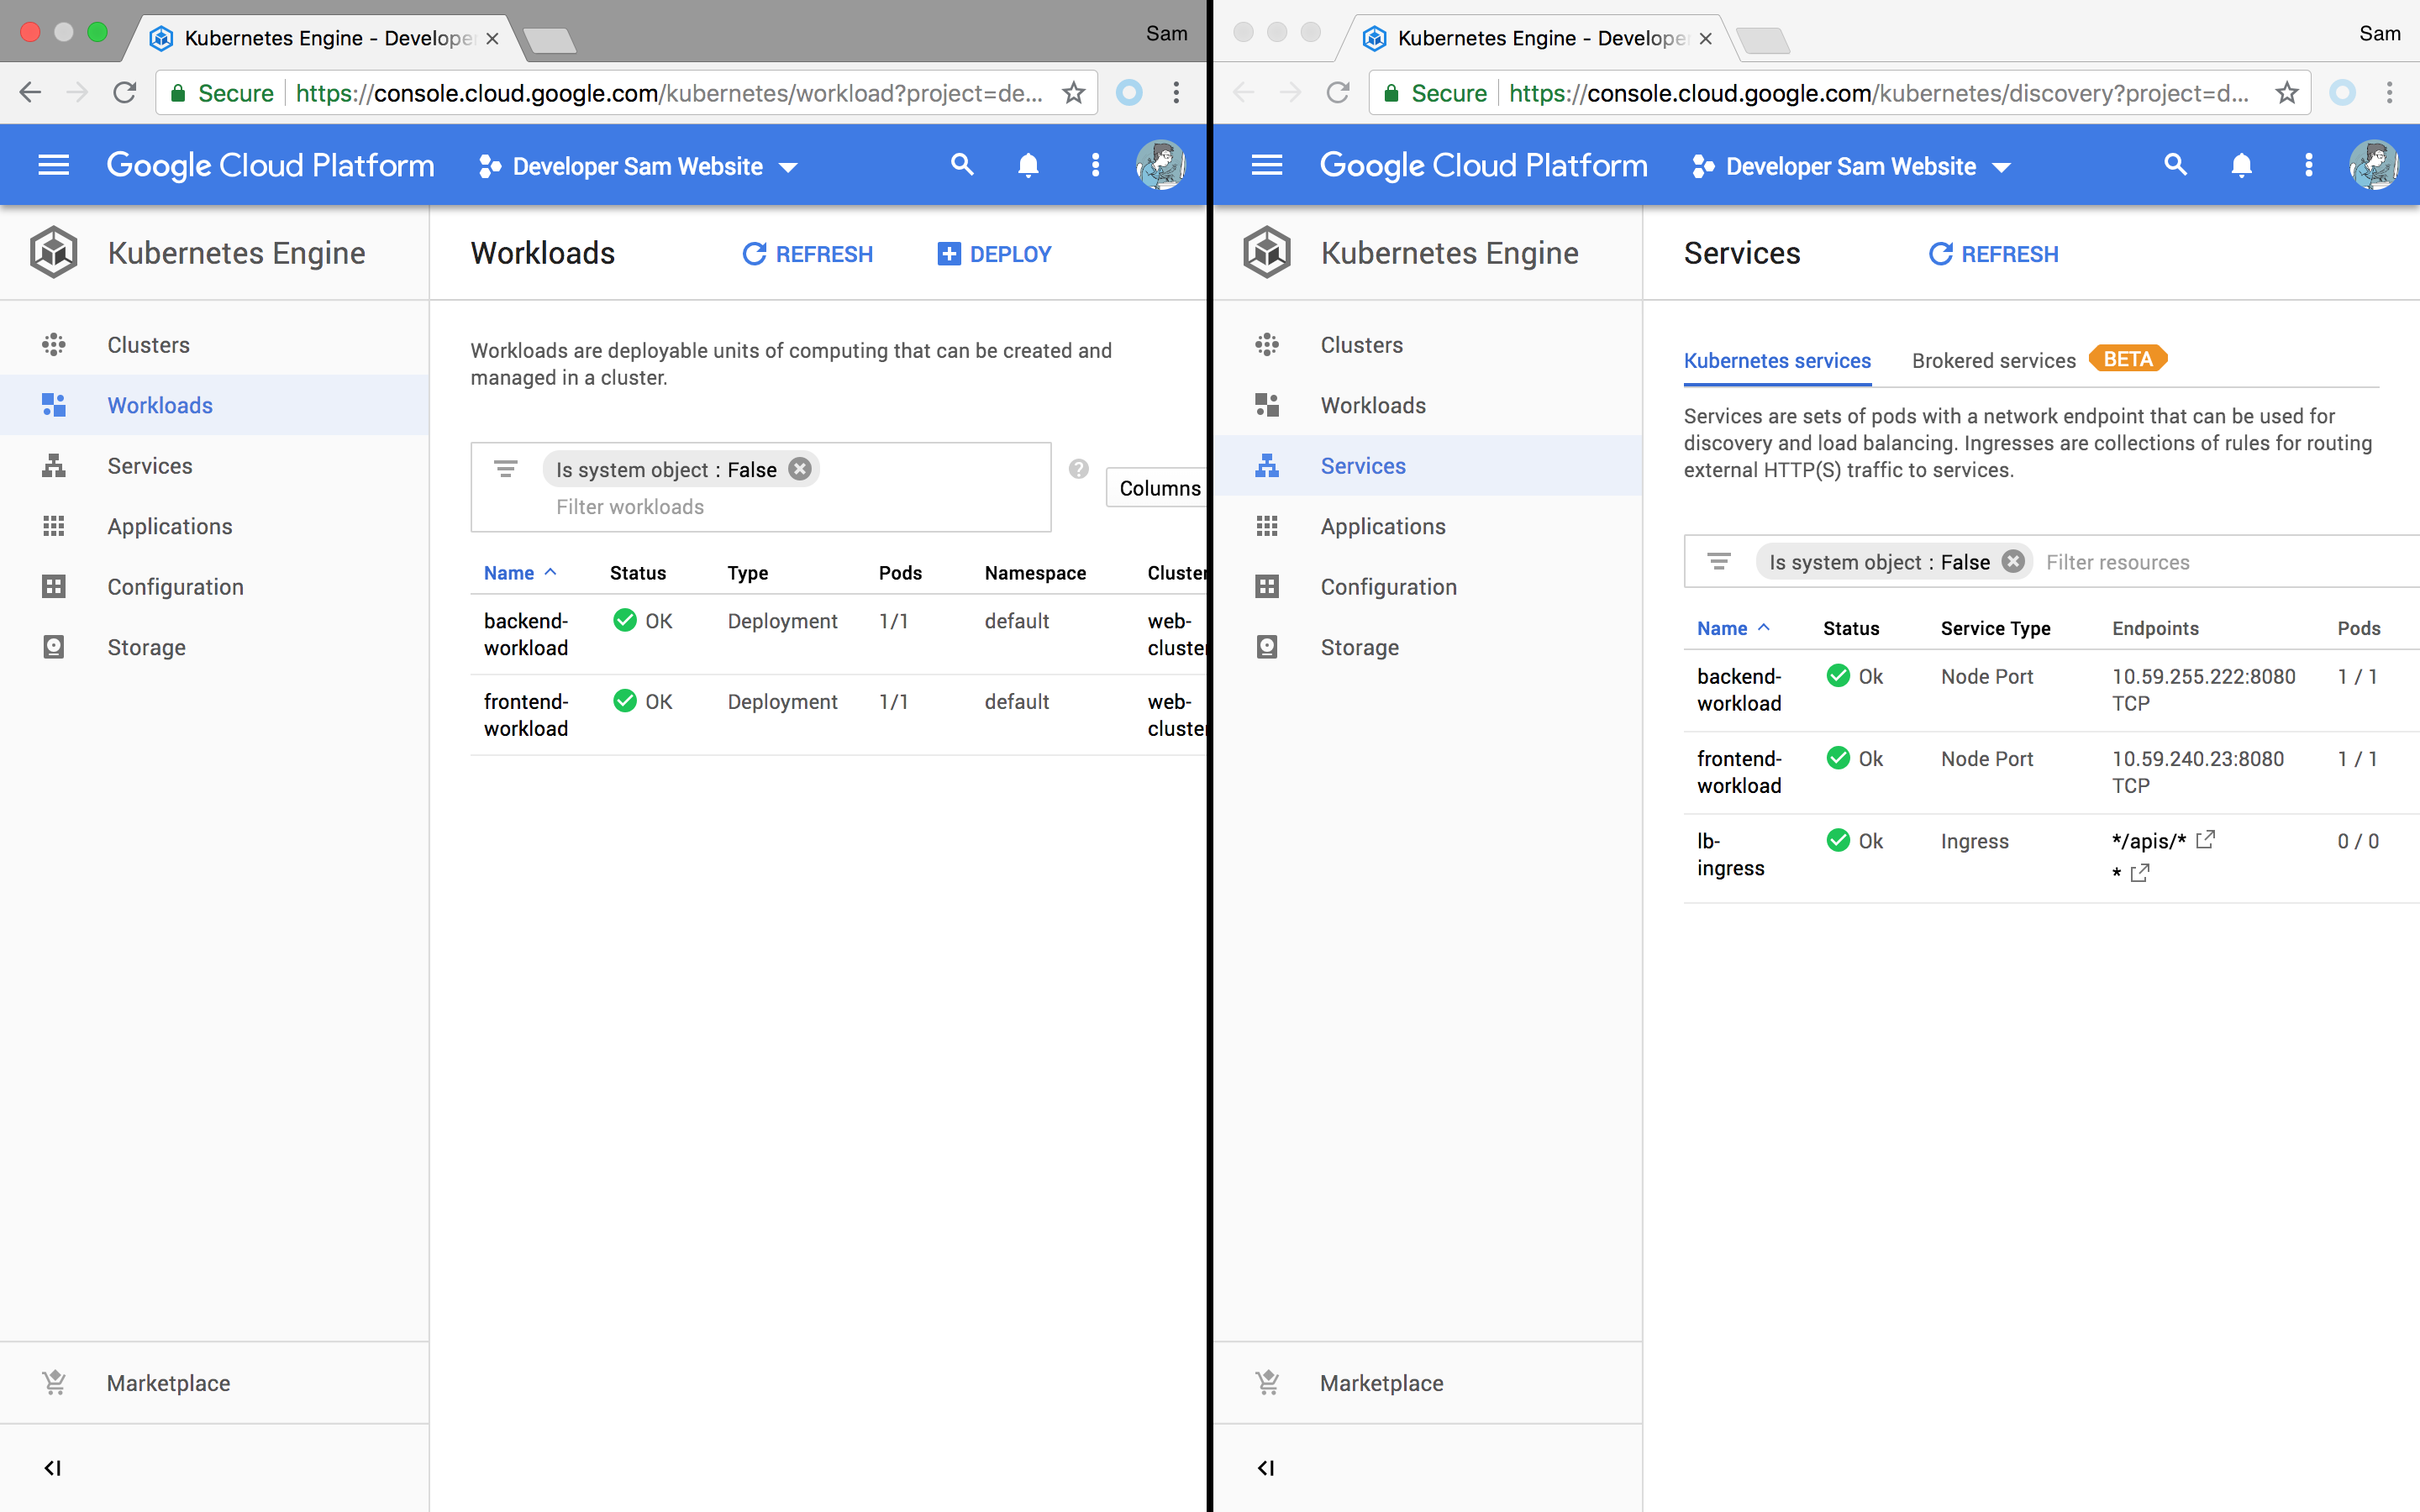 Kubernetes Engine - Develope
Sam
Secure https://console.cloud.google.com/kubernetes/workload?project=de...
Google Cloud Platform Developer Sam Website
Kubernetes Engine
Workloads REFRESH DEPLOY
Clusters
Workloads
Services
Applications
Configuration
Storage
Marketplace
Workloads are deployable units of computing that can be created and
managed in a cluster.
Is system object : False
Filter workloads
Columns
Name Status Type Pods Namespace Cluster
backend-
workload OK Deployment 1/1 default web-
cluster
frontend-
workload OK Deployment 1/1 default web-
cluster
Kubernetes Engine - Develope
Sam
Secure https://console.cloud.google.com/kubernetes/discovery?project=d...
Google Cloud Platform Developer Sam Website
Kubernetes Engine
Services REFRESH
Clusters
Workloads
Services
Applications
Configuration
Storage
Marketplace
Kubernetes services Brokered services BETA
Services are sets of pods with a network endpoint that can be used for
discovery and load balancing. Ingresses are collections of rules for routing
external HTTP(S) traffic to services.
Is system object : False Filter resources
Name Status Service Type Endpoints Pods
backend-
workload Ok Node Port 10.59.255.222:8080
TCP 1 / 1
frontend-
workload Ok Node Port 10.59.240.23:8080
TCP 1 / 1
lb-
ingress Ok Ingress */apis/*
* 0 / 0